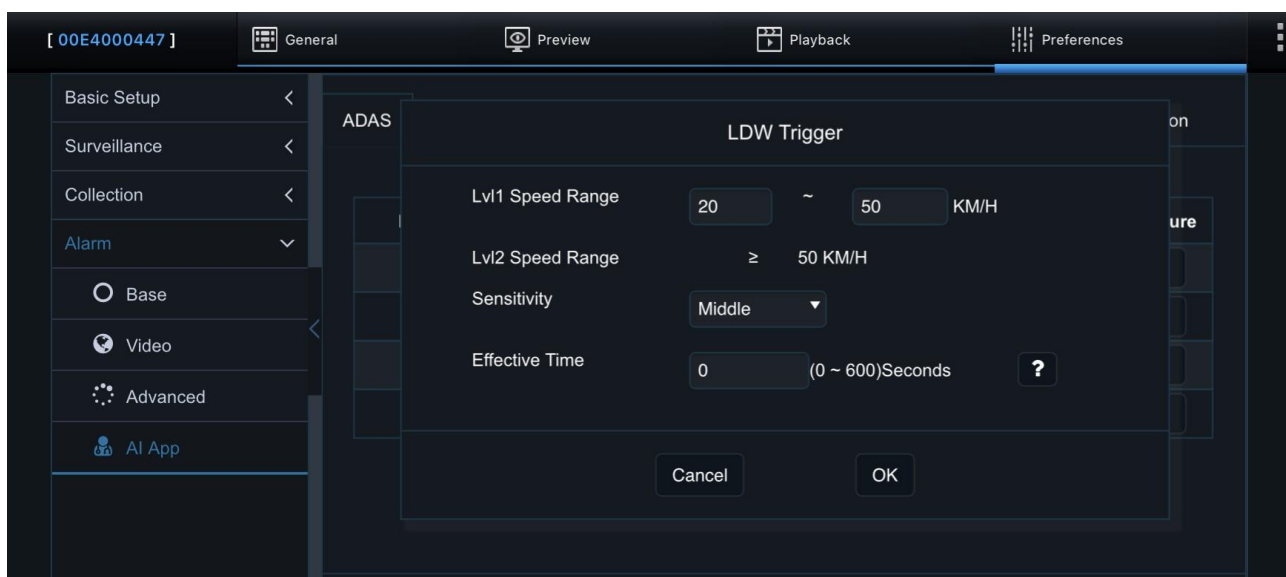 [ 00E4000447 ] General Preview Playback Preferences
Basic Setup
Surveillance
Collection
Alarm
Base
Video
Advanced
AI App
ADAS
LDW Trigger
Lvl1 Speed Range 20 ~ 50 KM/H
Lvl2 Speed Range ≥ 50 KM/H
Sensitivity Middle
Effective Time 0 (0 ~ 600)Seconds ?
Cancel OK